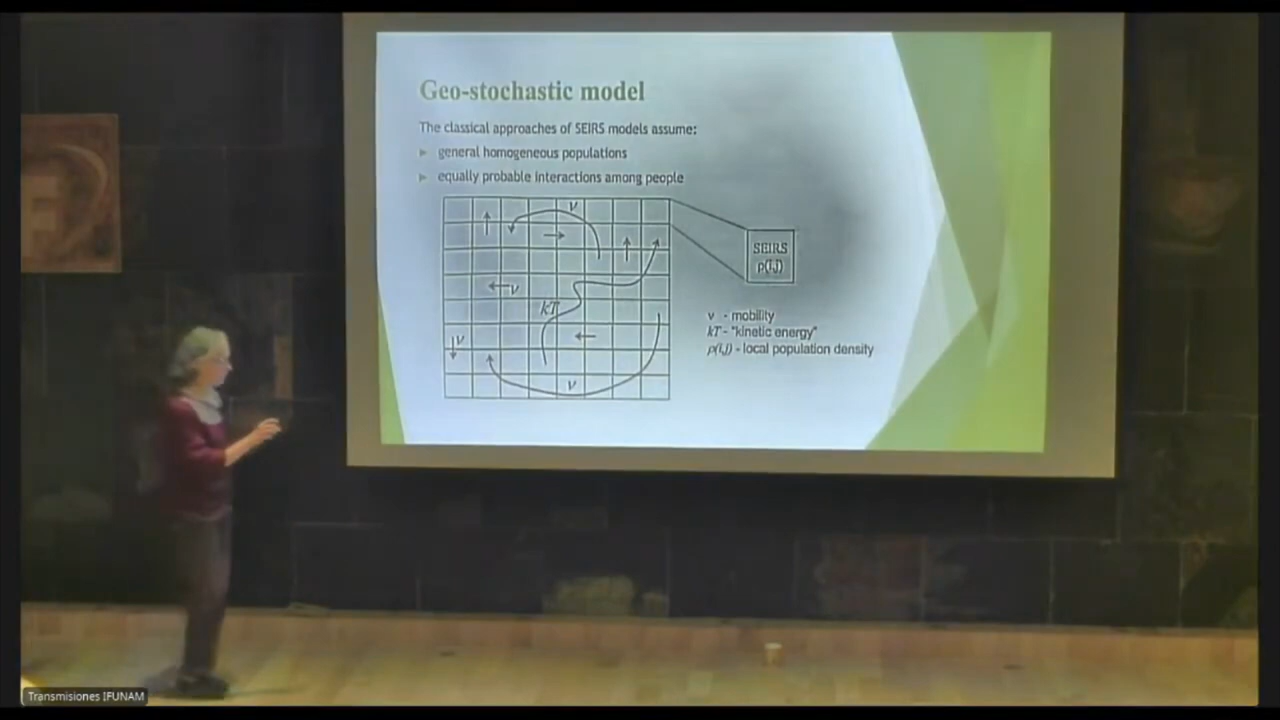 Geo-stochastic model
The classical approaches of SEIRS models assume:
general homogeneous populations
equally probable interactions among people
ν
ν
kT
ν
ν
SEIRS
ρ(i,j)
ν - mobility
kT - "kinetic energy"
ρ(i,j) - local population density
Transmisiones IFUNAM